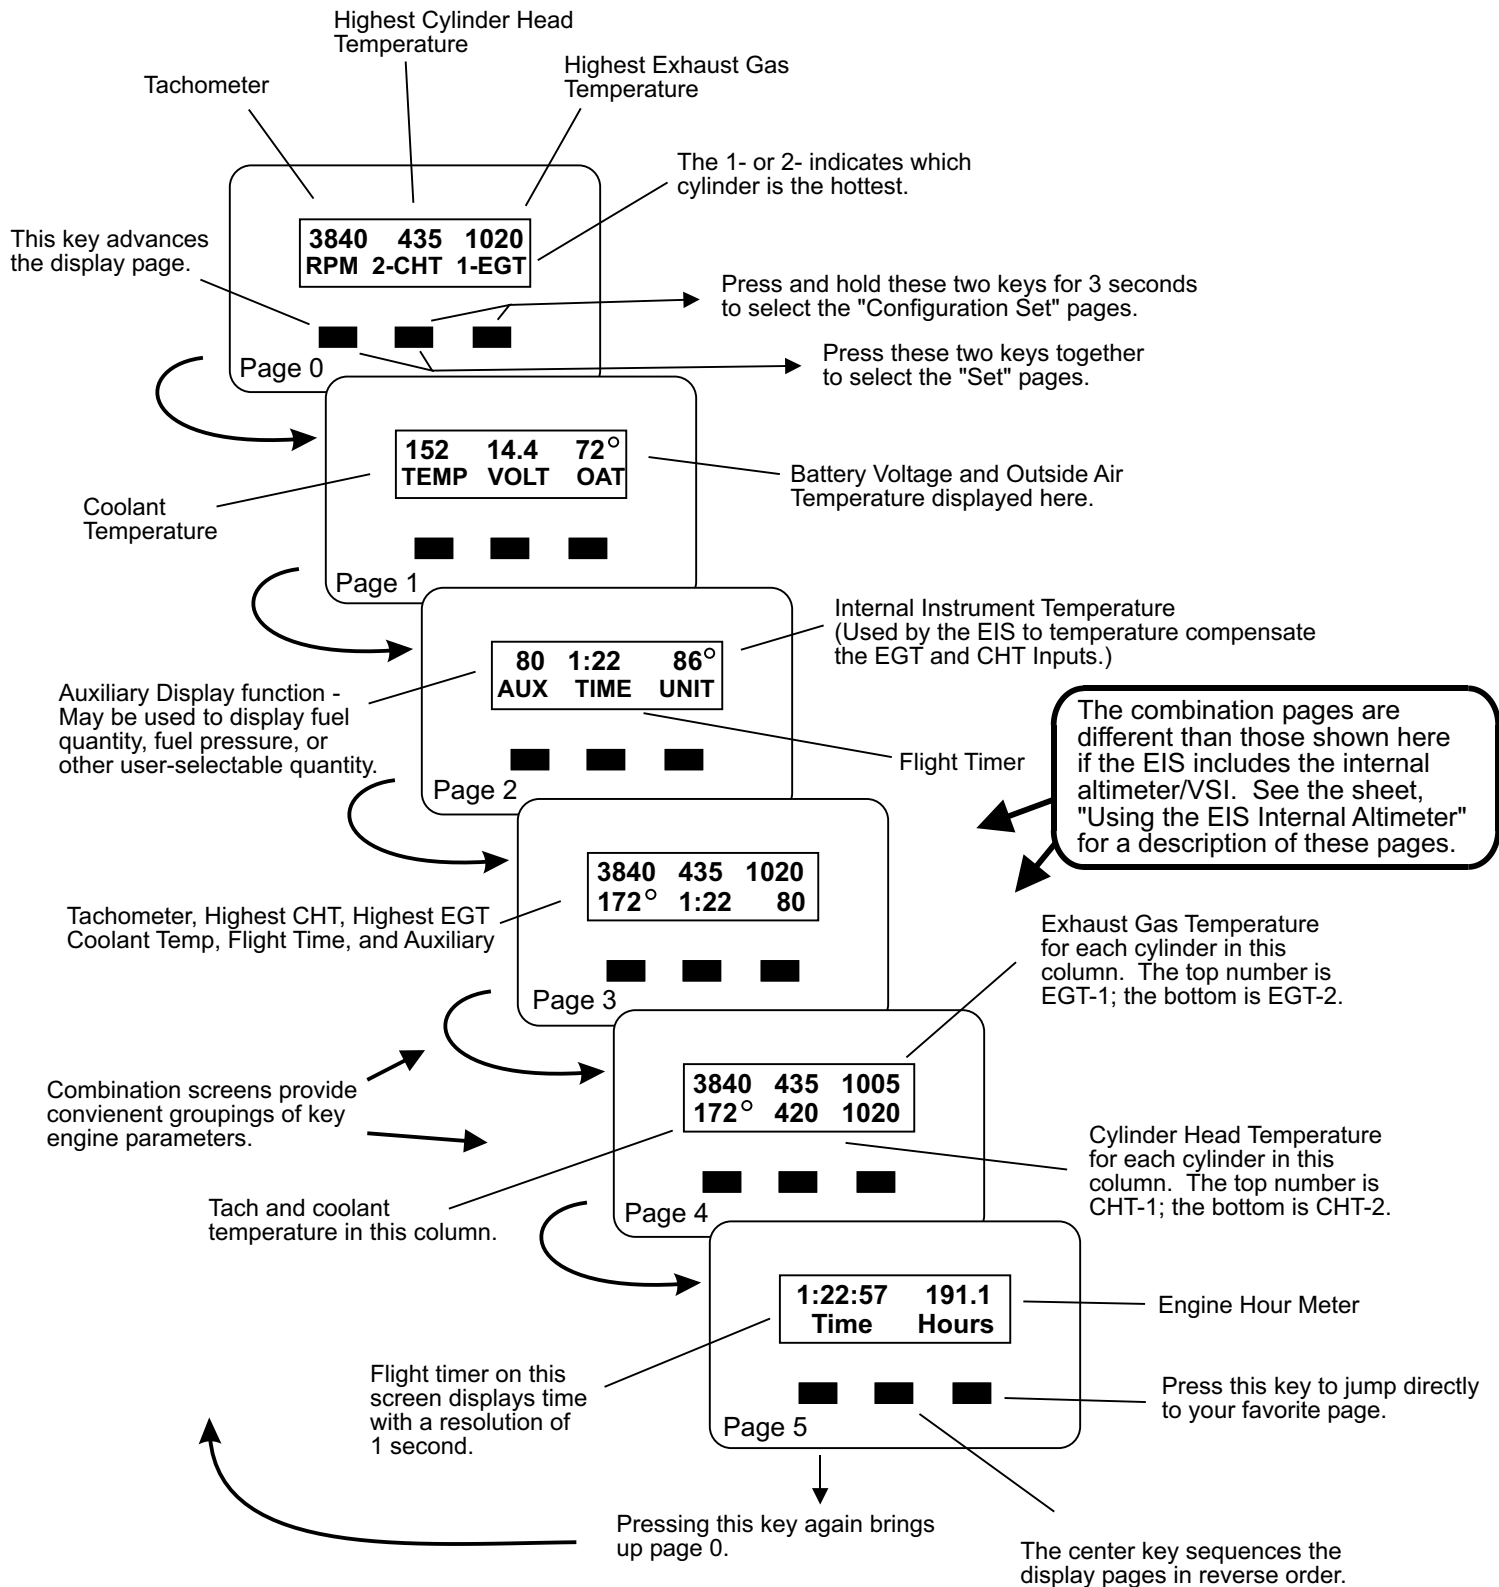 Highest Cylinder Head
Temperature
Tachometer
Highest Exhaust Gas
Temperature
The 1- or 2- indicates which
cylinder is the hottest.
This key advances
the display page.
3840 435 1020
RPM 2-CHT 1-EGT
Press and hold these two keys for 3 seconds
to select the "Configuration Set" pages.
Press these two keys together
to select the "Set" pages.
Page 0
152 14.4 72°
TEMP VOLT OAT
Battery Voltage and Outside Air
Temperature displayed here.
Coolant
Temperature
Page 1
Internal Instrument Temperature
(Used by the EIS to temperature compensate
the EGT and CHT Inputs.)
80 1:22 86°
AUX TIME UNIT
Auxiliary Display function -
May be used to display fuel
quantity, fuel pressure, or
other user-selectable quantity.
Flight Timer
Page 2
The combination pages are
different than those shown here
if the EIS includes the internal
altimeter/VSI. See the sheet,
"Using the EIS Internal Altimeter"
for a description of these pages.
3840 435 1020
172° 1:22 80
Tachometer, Highest CHT, Highest EGT
Coolant Temp, Flight Time, and Auxiliary
Page 3
Exhaust Gas Temperature
for each cylinder in this
column. The top number is
EGT-1; the bottom is EGT-2.
Combination screens provide
convienent groupings of key
engine parameters.
3840 435 1005
172° 420 1020
Cylinder Head Temperature
for each cylinder in this
column. The top number is
CHT-1; the bottom is CHT-2.
Tach and coolant
temperature in this column.
Page 4
1:22:57 191.1
Time Hours
Engine Hour Meter
Flight timer on this
screen displays time
with a resolution of
1 second.
Press this key to jump directly
to your favorite page.
Page 5
Pressing this key again brings
up page 0.
The center key sequences the
display pages in reverse order.